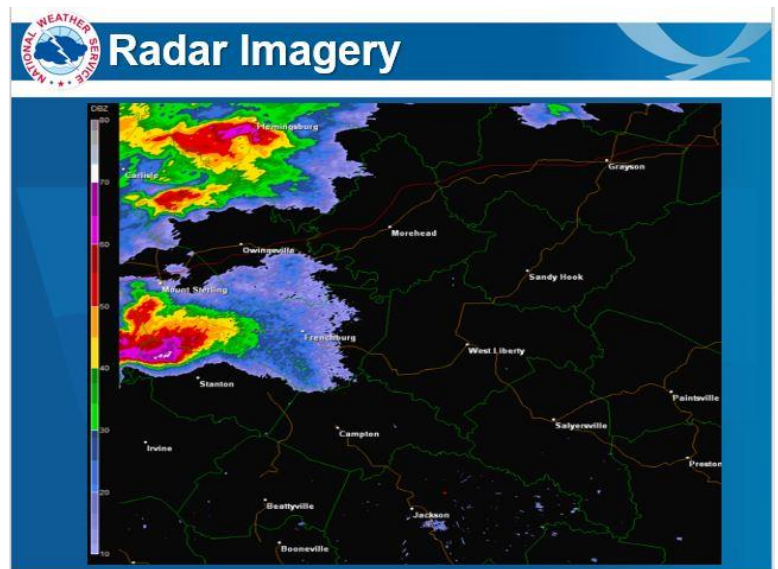 NATIONAL WEATHER SERVICE
Radar Imagery
DBZ
80
70
60
50
40
30
20
10
Flemingsburg
Carlisle
Grayson
Morehead
Owingsville
Sandy Hook
Mount Sterling
Frenchburg
West Liberty
Stanton
Paintsville
Salyersville
Campton
Irvine
Preston
Beattyville
Jackson
Booneville